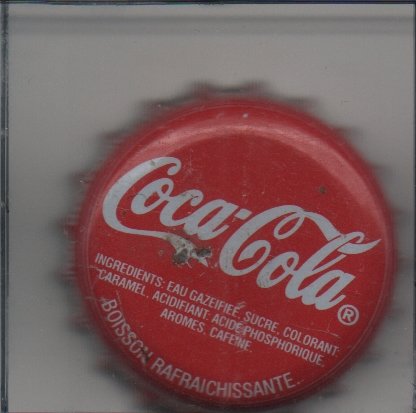 Coca-Cola ®
INGREDIENTS: EAU GAZEIFIEE, SUCRE, COLORANT:
CARAMEL, ACIDIFIANT: ACIDE PHOSPHORIQUE,
AROMES, CAFEINE.
BOISSON RAFRAICHISSANTE.